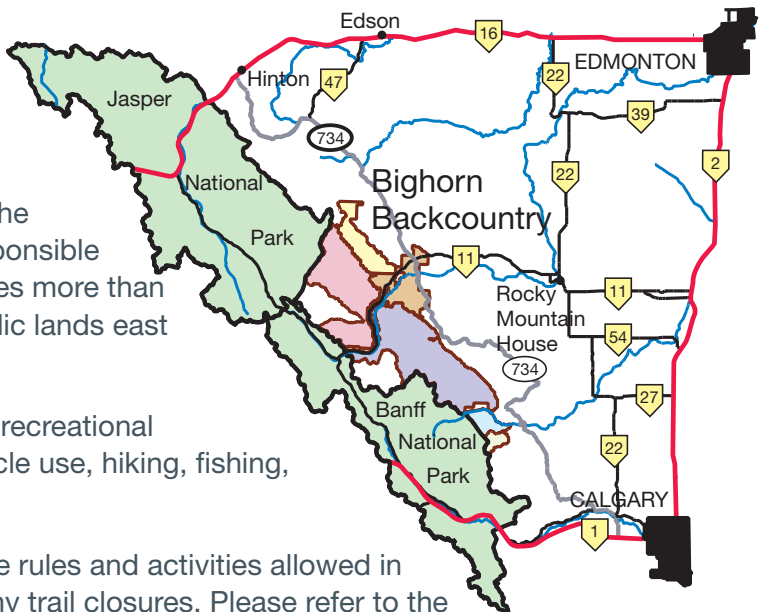 Edson
16
EDMONTON
Hinton
47
22
Jasper
39
734
2
National
22
Bighorn
Backcountry
the
Park
ponsible
11
es more than
Rocky
11
lic lands east
Mountain
House
54
734
27
Banff
recreational
National
22
cle use, hiking, fishing,
Park
CALGARY
1
e rules and activities allowed in
ny trail closures. Please refer to the